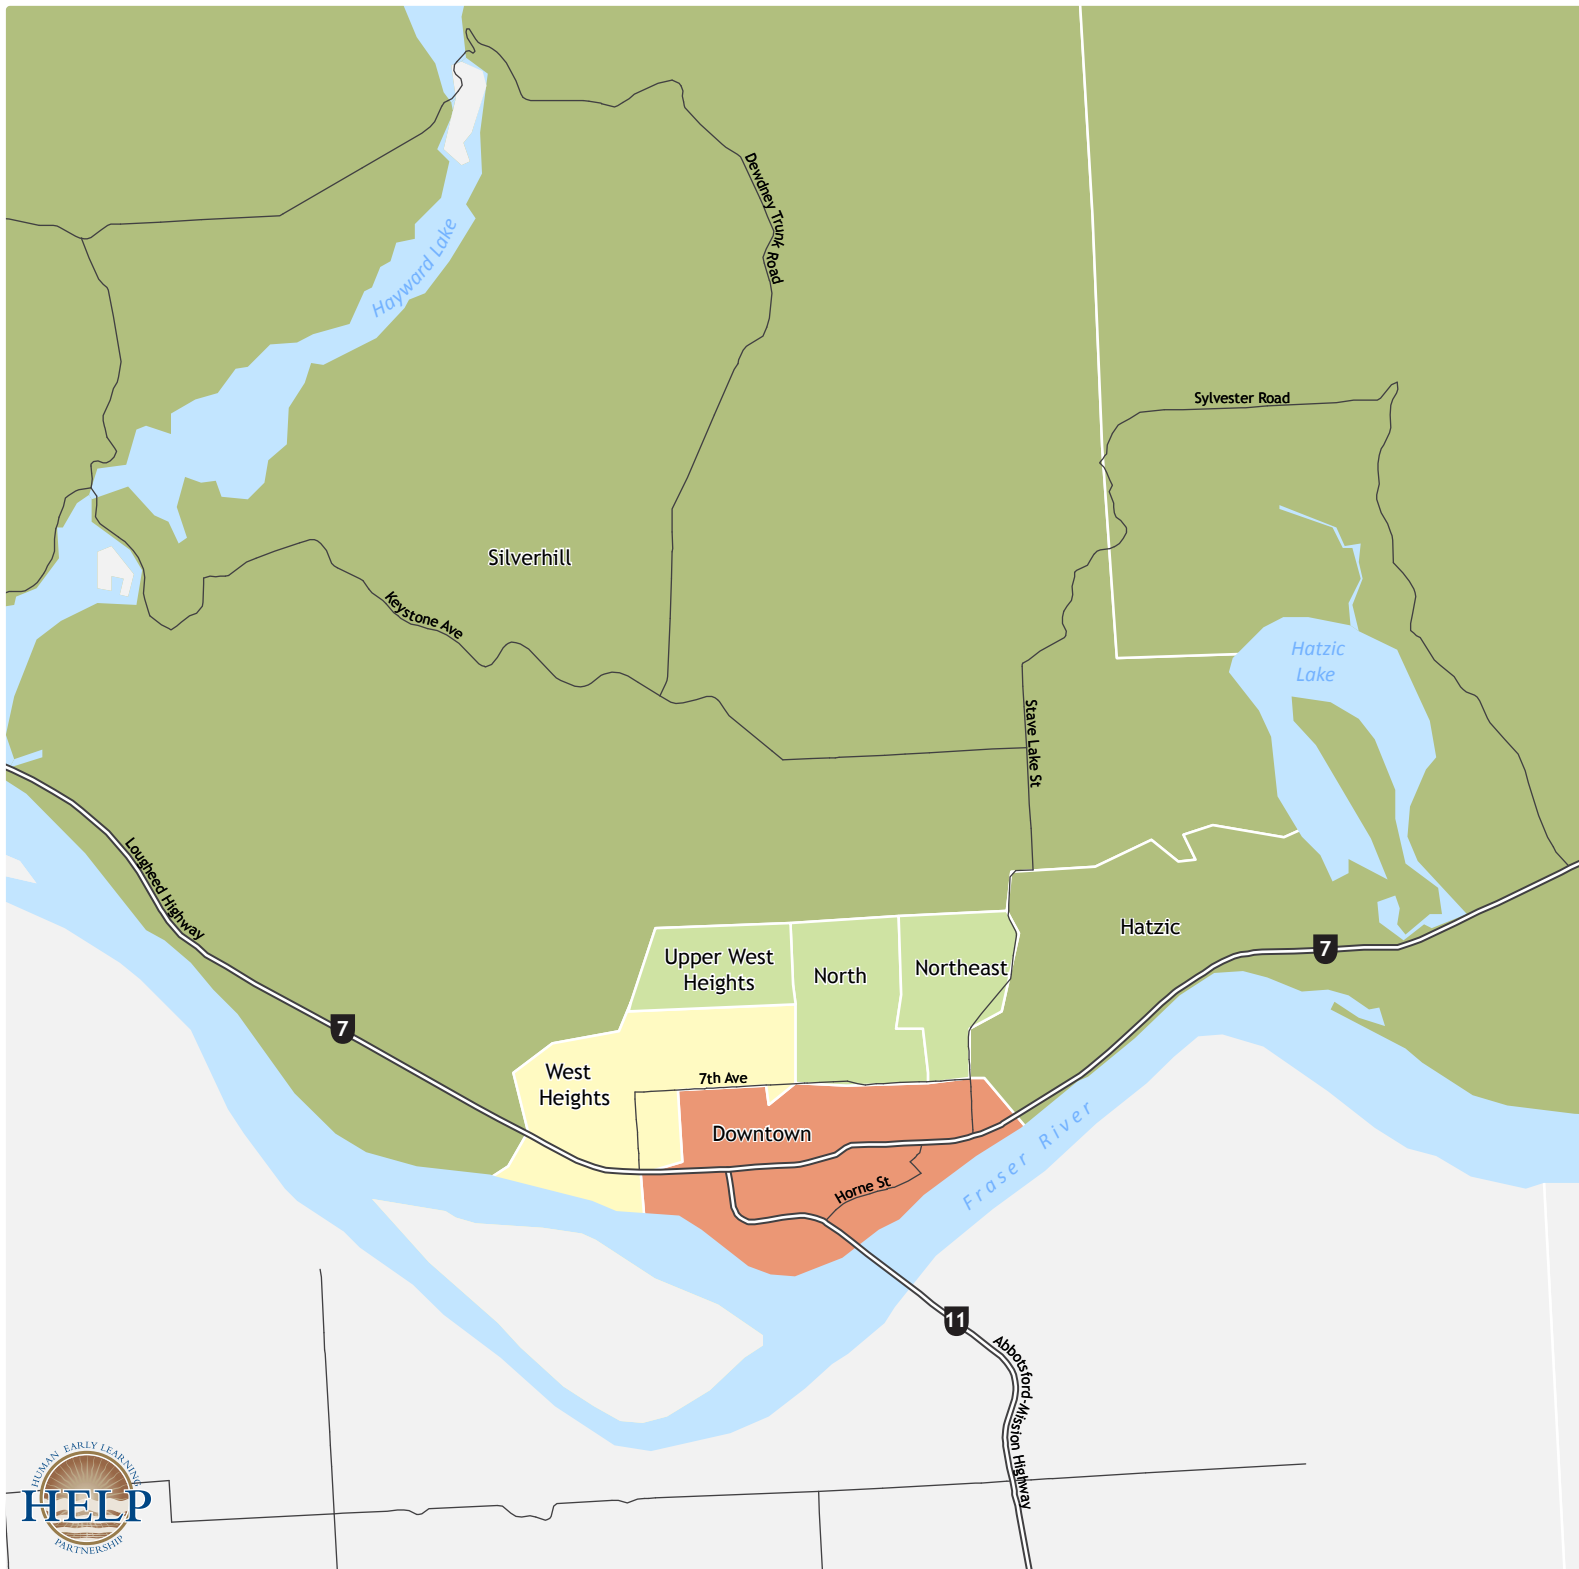 Dewdney Trunk Road
Hayward Lake
Sylvester Road
Silverhill
Keystone Ave
Hatzic
Lake
Stave Lake St
Lougheed Highway
Upper West
Heights
North
Northeast
Hatzic
7
7
West
Heights
7th Ave
Downtown
Horne St
Fraser River
11
Abbotsford-Mission Highway
HUMAN EARLY LEARNING
HELP
PARTNERSHIP